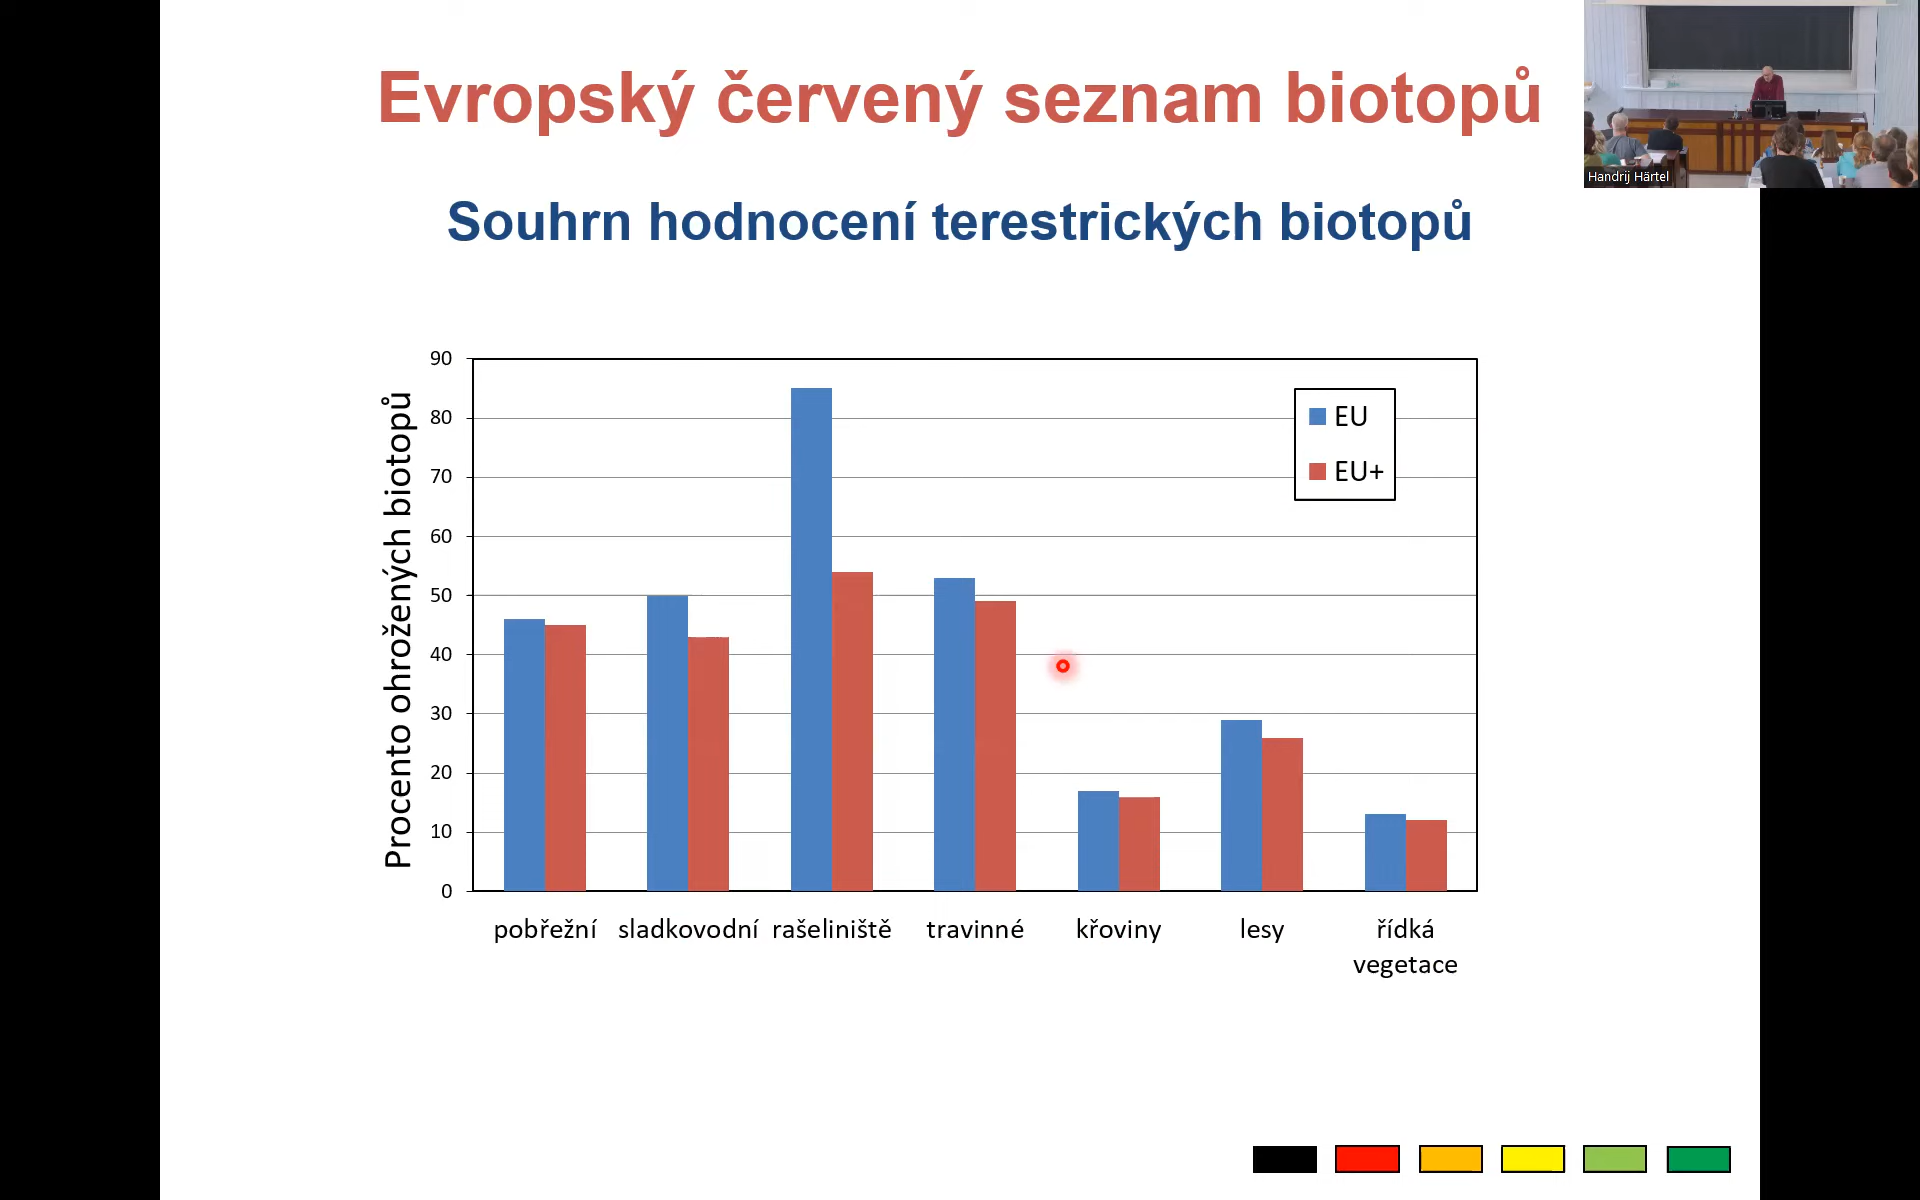 Evropský červený seznam biotopů
Handrij Härtel
Souhrn hodnocení terestrických biotopů
Procento ohrožených biotopů
90
80
70
60
50
40
30
20
10
0
EU
EU+
pobřežní
sladkovodní
rašeliniště
travinné
křoviny
lesy
řídká
vegetace